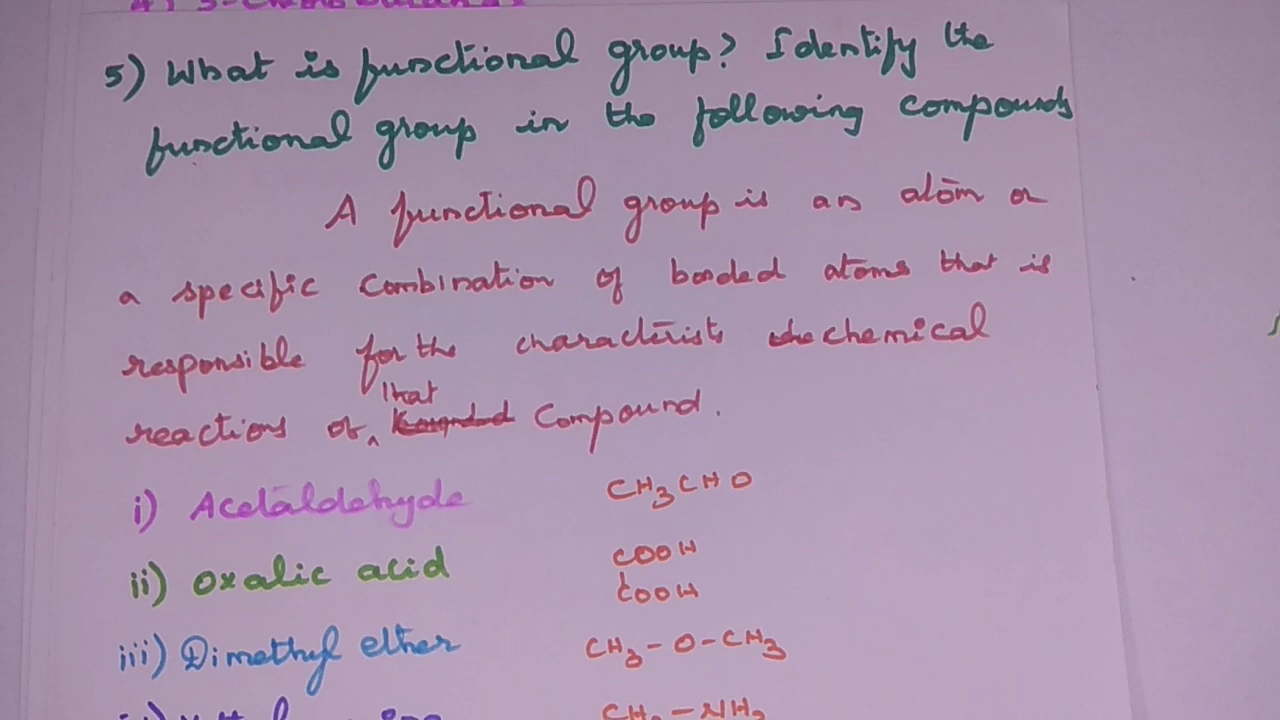 5) What is functional group? Identify the
functional group in the following compounds
A functional group is an atom or
a specific combination of bonded atoms that is
responsible for the characterists chemical
that
reactions of compound.
i) Acetaldehyde CH3CHO
ii) Oxalic acid COOH
COOH
iii) Dimethyl ether CH3-O-CH3